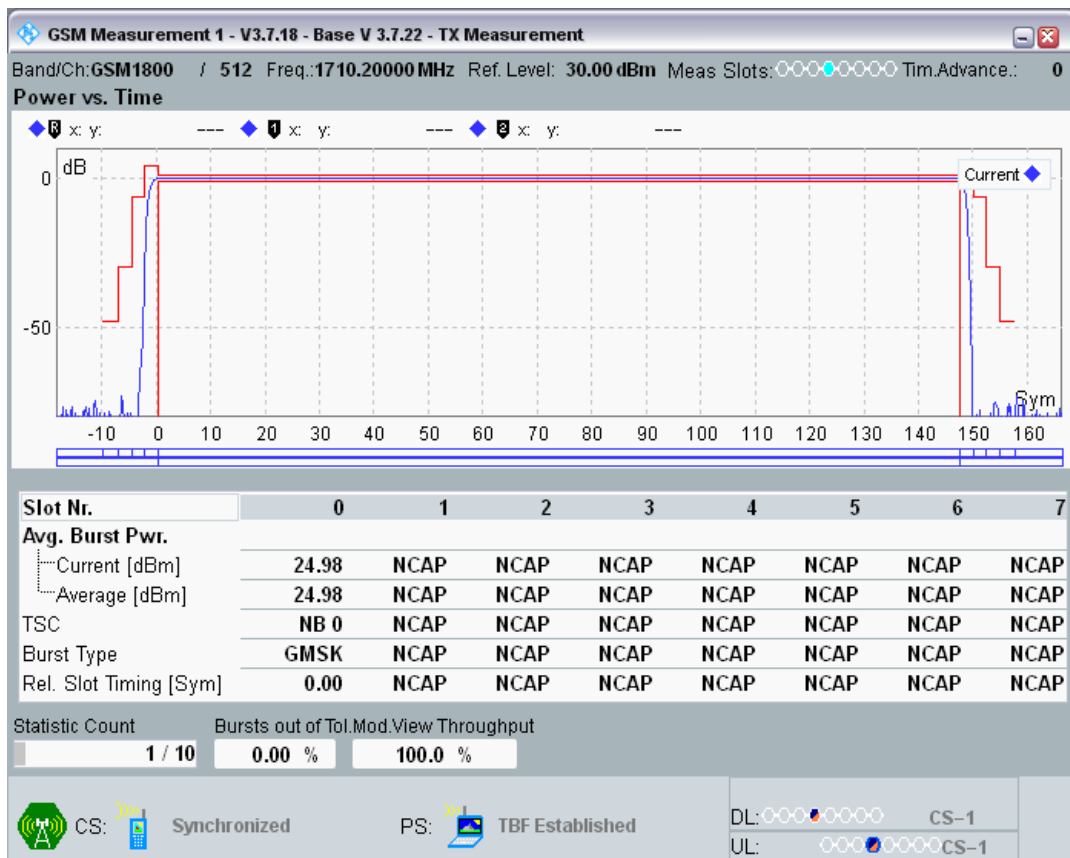 GSM Measurement 1 - V3.7.18 - Base V 3.7.22 - TX Measurement
Band/Ch:GSM1800 / 512 Freq.:1710.20000 MHz Ref. Level: 30.00 dBm Meas Slots: Tim.Advance.: 0
Power vs. Time
R x: y: --- 1 x: y: --- 2 x: y: ---
dB
Current
0
-50
Sym
-10 0 10 20 30 40 50 60 70 80 90 100 110 120 130 140 150 160
Slot Nr. 0 1 2 3 4 5 6 7
Avg. Burst Pwr.
Current [dBm] 24.98 NCAP NCAP NCAP NCAP NCAP NCAP NCAP
Average [dBm] 24.98 NCAP NCAP NCAP NCAP NCAP NCAP NCAP
TSC NB 0 NCAP NCAP NCAP NCAP NCAP NCAP NCAP
Burst Type GMSK NCAP NCAP NCAP NCAP NCAP NCAP NCAP
Rel. Slot Timing [Sym] 0.00 NCAP NCAP NCAP NCAP NCAP NCAP NCAP
Statistic Count Bursts out of Tol. Mod.View Throughput
1 / 10 0.00 % 100.0 %
CS: Synchronized PS: TBF Established
DL: CS-1
UL: CS-1